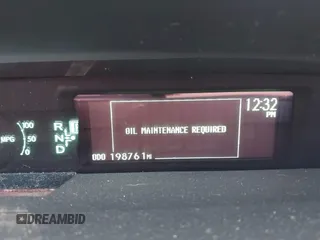 100
R
12:32
PM
MPG
50
N
OIL MAINTENANCE REQUIRED
0
D
ODO 198761 MI
DREAMBID